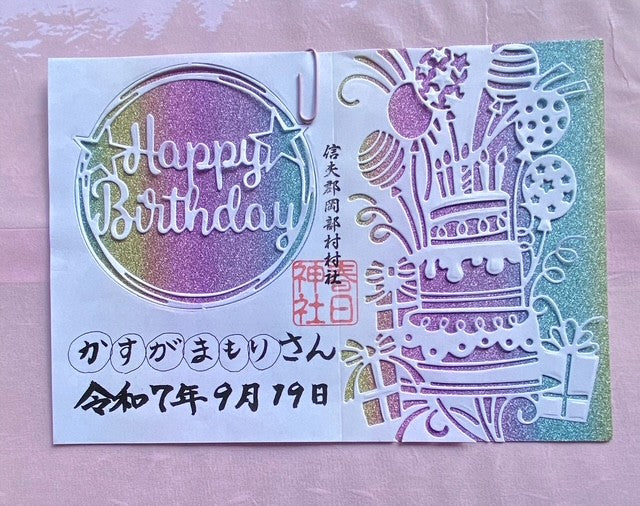 Happy
Birthday
信夫郡岡部村村社
春日
神社
かすがまもりさん
令和7年9月19日